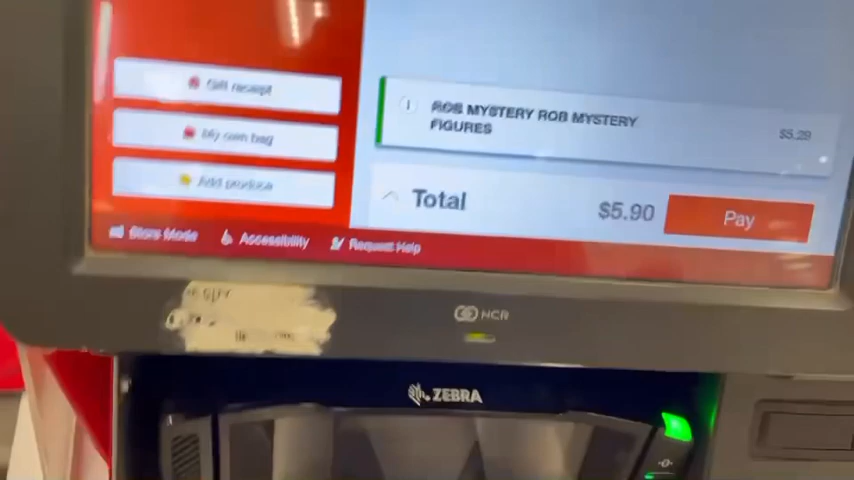 Gift receipt
My own bag
Add produce
1 ROB MYSTERY ROB MYSTERY
FIGURES
$5.29
Total
$5.90
Pay
Store Mode
Accessibility
Request Help
NCR
ZEBRA